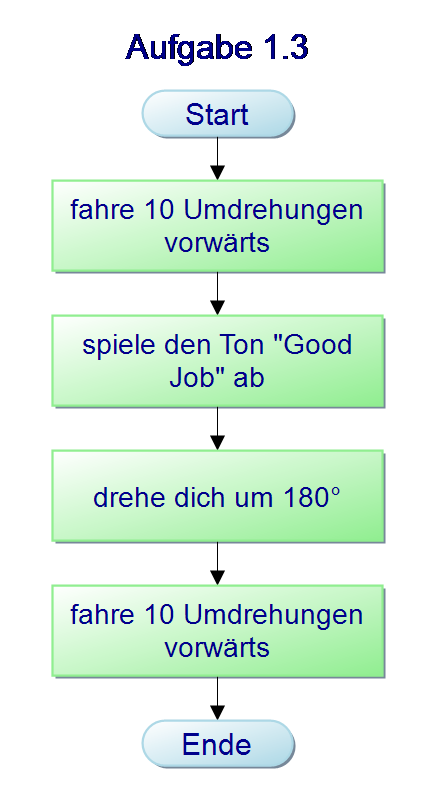 Aufgabe 1.3
Start
fahre 10 Umdrehungen
vorwärts
spiele den Ton "Good
Job" ab
drehe dich um 180°
fahre 10 Umdrehungen
vorwärts
Ende